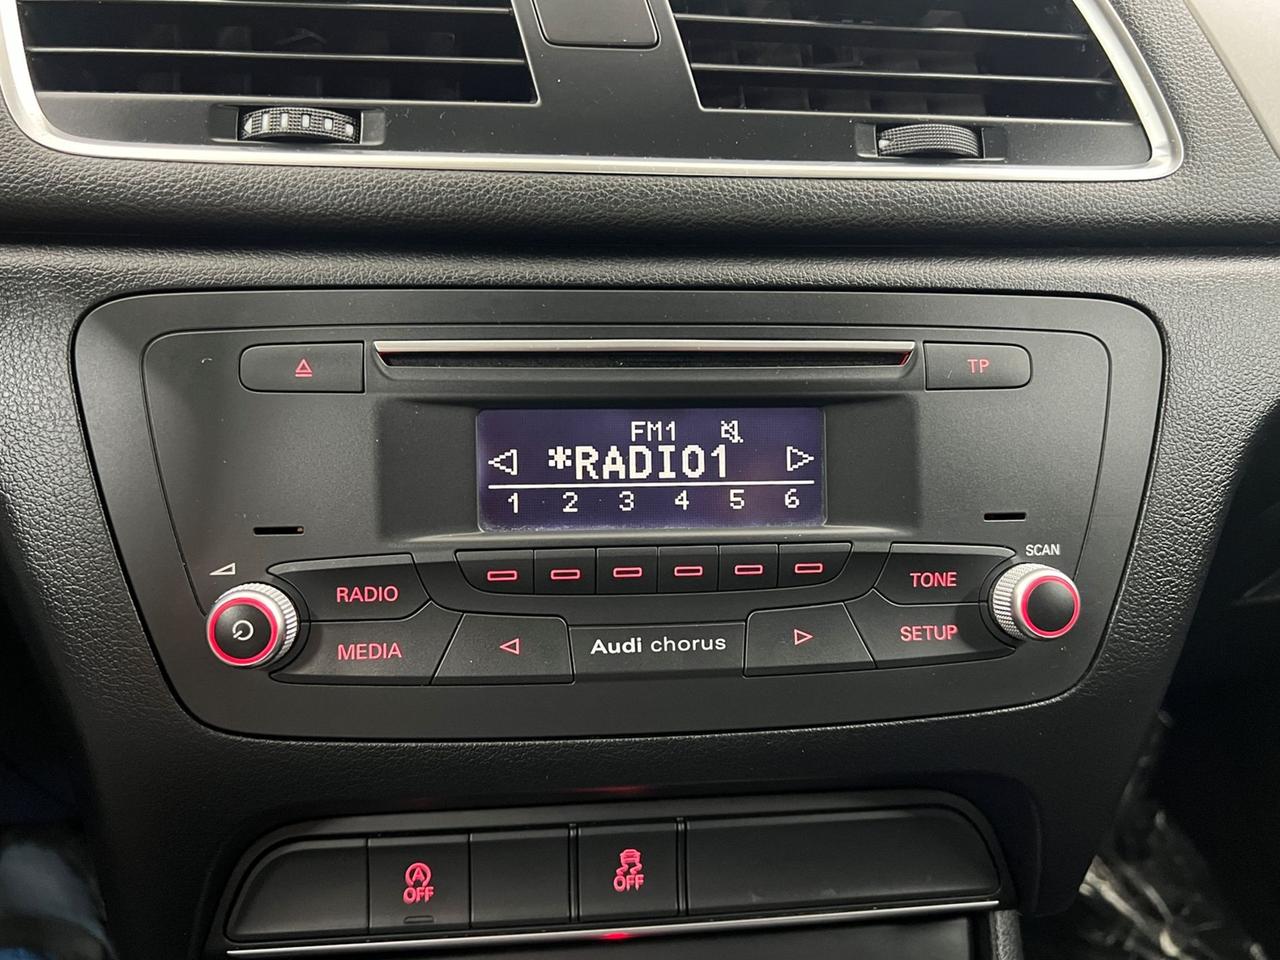 TP
FM1
*RADIO1
1 2 3 4 5 6
SCAN
RADIO
TONE
MEDIA
Audi chorus
SETUP
A
OFF
OFF